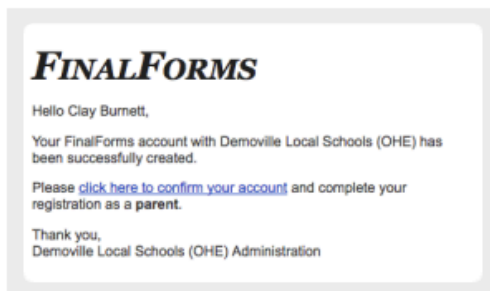 FINALFORMS
Hello Clay Burnett,
Your FinalForms account with Demoville Local Schools (OHE) has
been successfully created.
Please click here to confirm your account and complete your
registration as a parent.
Thank you,
Demoville Local Schools (OHE) Administration